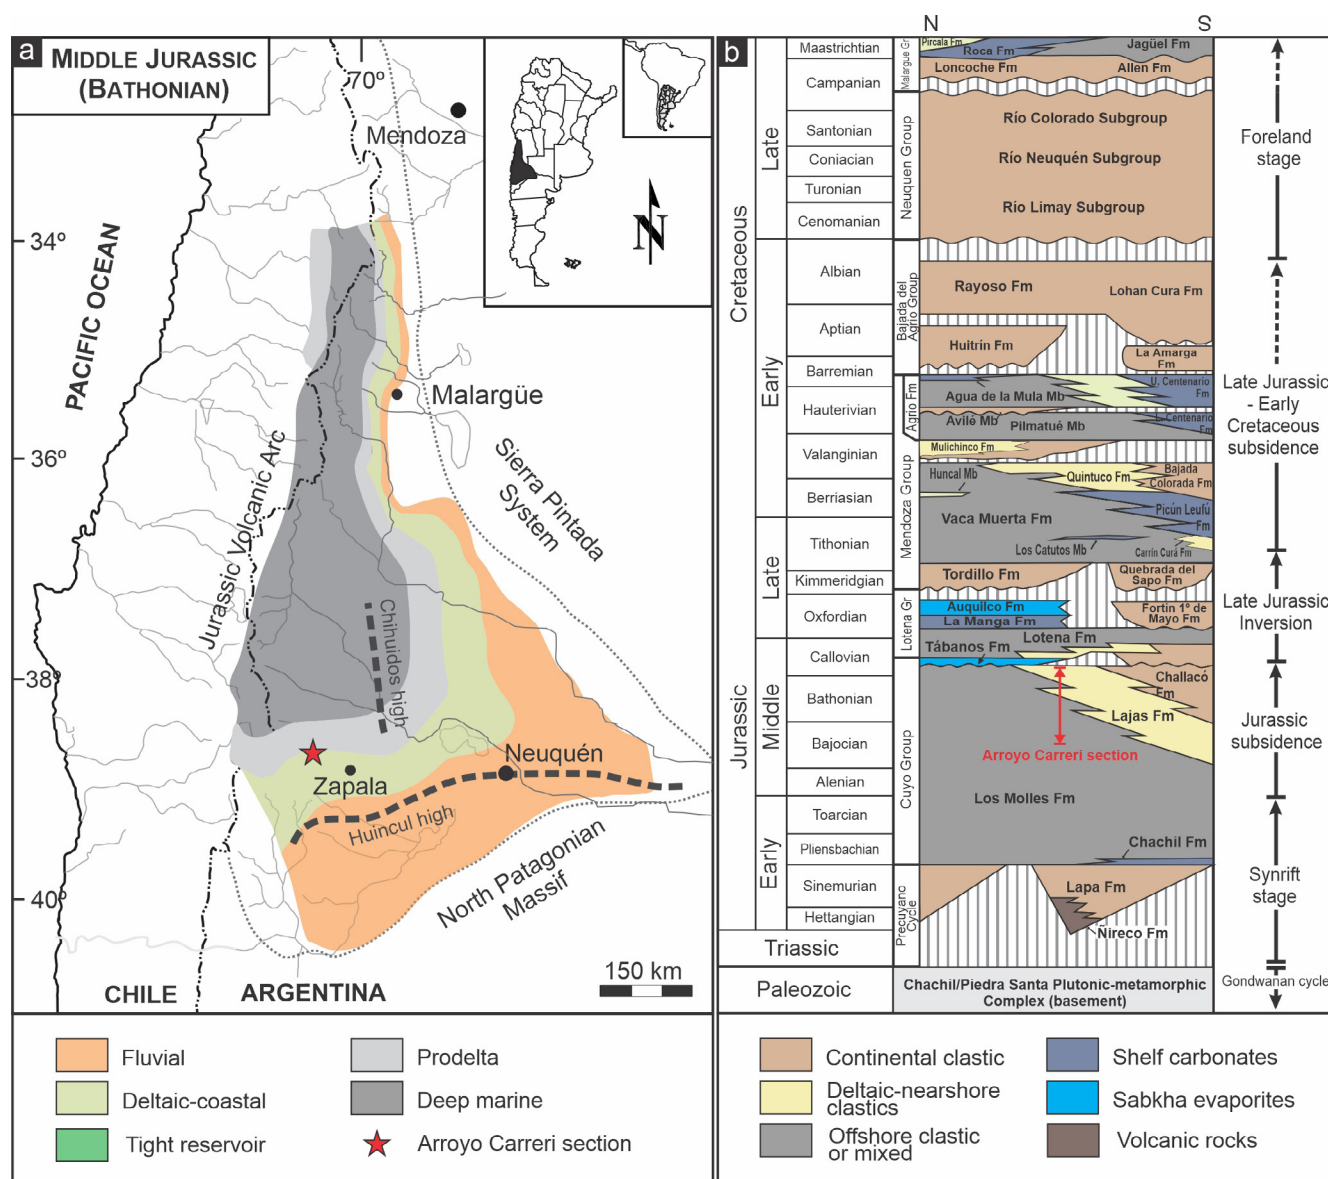 a
MIDDLE JURASSIC
(BATHONIAN)
70º
Mendoza
N
34º
PACIFIC OCEAN
Malargüe
36º
Sierra Pintada
System
Jurassic Volcanic Arc
Chihuidos high
38º
Neuquén
Zapala
Huincul high
North Patagonian
Massif
40º
150 km
CHILE
ARGENTINA
Fluvial
Deltaic-coastal
Tight reservoir
Prodelta
Deep marine
Arroyo Carreri section
b
N
S
Cretaceous
Jurassic
Triassic
Paleozoic
Late
Early
Late
Middle
Early
Maastrichtian
Campanian
Santonian
Coniacian
Turonian
Cenomanian
Albian
Aptian
Barremian
Hauterivian
Valanginian
Berriasian
Tithonian
Kimmeridgian
Oxfordian
Callovian
Bathonian
Bajocian
Alenian
Toarcian
Pliensbachian
Sinemurian
Hettangian
Malargue Gr
Neuquen Group
Bajada del
Agrio Group
Agrio Fm
Mendoza Group
Lotena Gr
Cuyo Group
Precuyano
Cycle
Pircala Fm
Roca Fm
Jagüel Fm
Loncoche Fm
Allen Fm
Río Colorado Subgroup
Río Neuquén Subgroup
Río Limay Subgroup
Rayoso Fm
Lohan Cura Fm
Huitrin Fm
La Amarga
Fm
Agua de la Mula Mb
U. Centenario
Fm
Avilé Mb
Pilmatué Mb
L. Centenario
Fm
Mulichinco Fm
Huncal Mb
Quintuco Fm
Bajada
Colorada Fm
Vaca Muerta Fm
Picún Leufú
Fm
Los Catutos Mb
Carrín Curá Fm
Tordillo Fm
Quebrada del
Sapo Fm
Auquilco Fm
La Manga Fm
Fortin 1º de
Mayo Fm
Lotena Fm
Tábanos Fm
Challacó
Fm
Lajas Fm
Arroyo Carreri section
Los Molles Fm
Chachil Fm
Lapa Fm
Ñireco Fm
Chachil/Piedra Santa Plutonic-metamorphic
Complex (basement)
Foreland
stage
Late Jurassic
- Early
Cretaceous
subsidence
Late Jurassic
Inversion
Jurassic
subsidence
Synrift
stage
Gondwanan cycle
Continental clastic
Deltaic-nearshore
clastics
Offshore clastic
or mixed
Shelf carbonates
Sabkha evaporites
Volcanic rocks